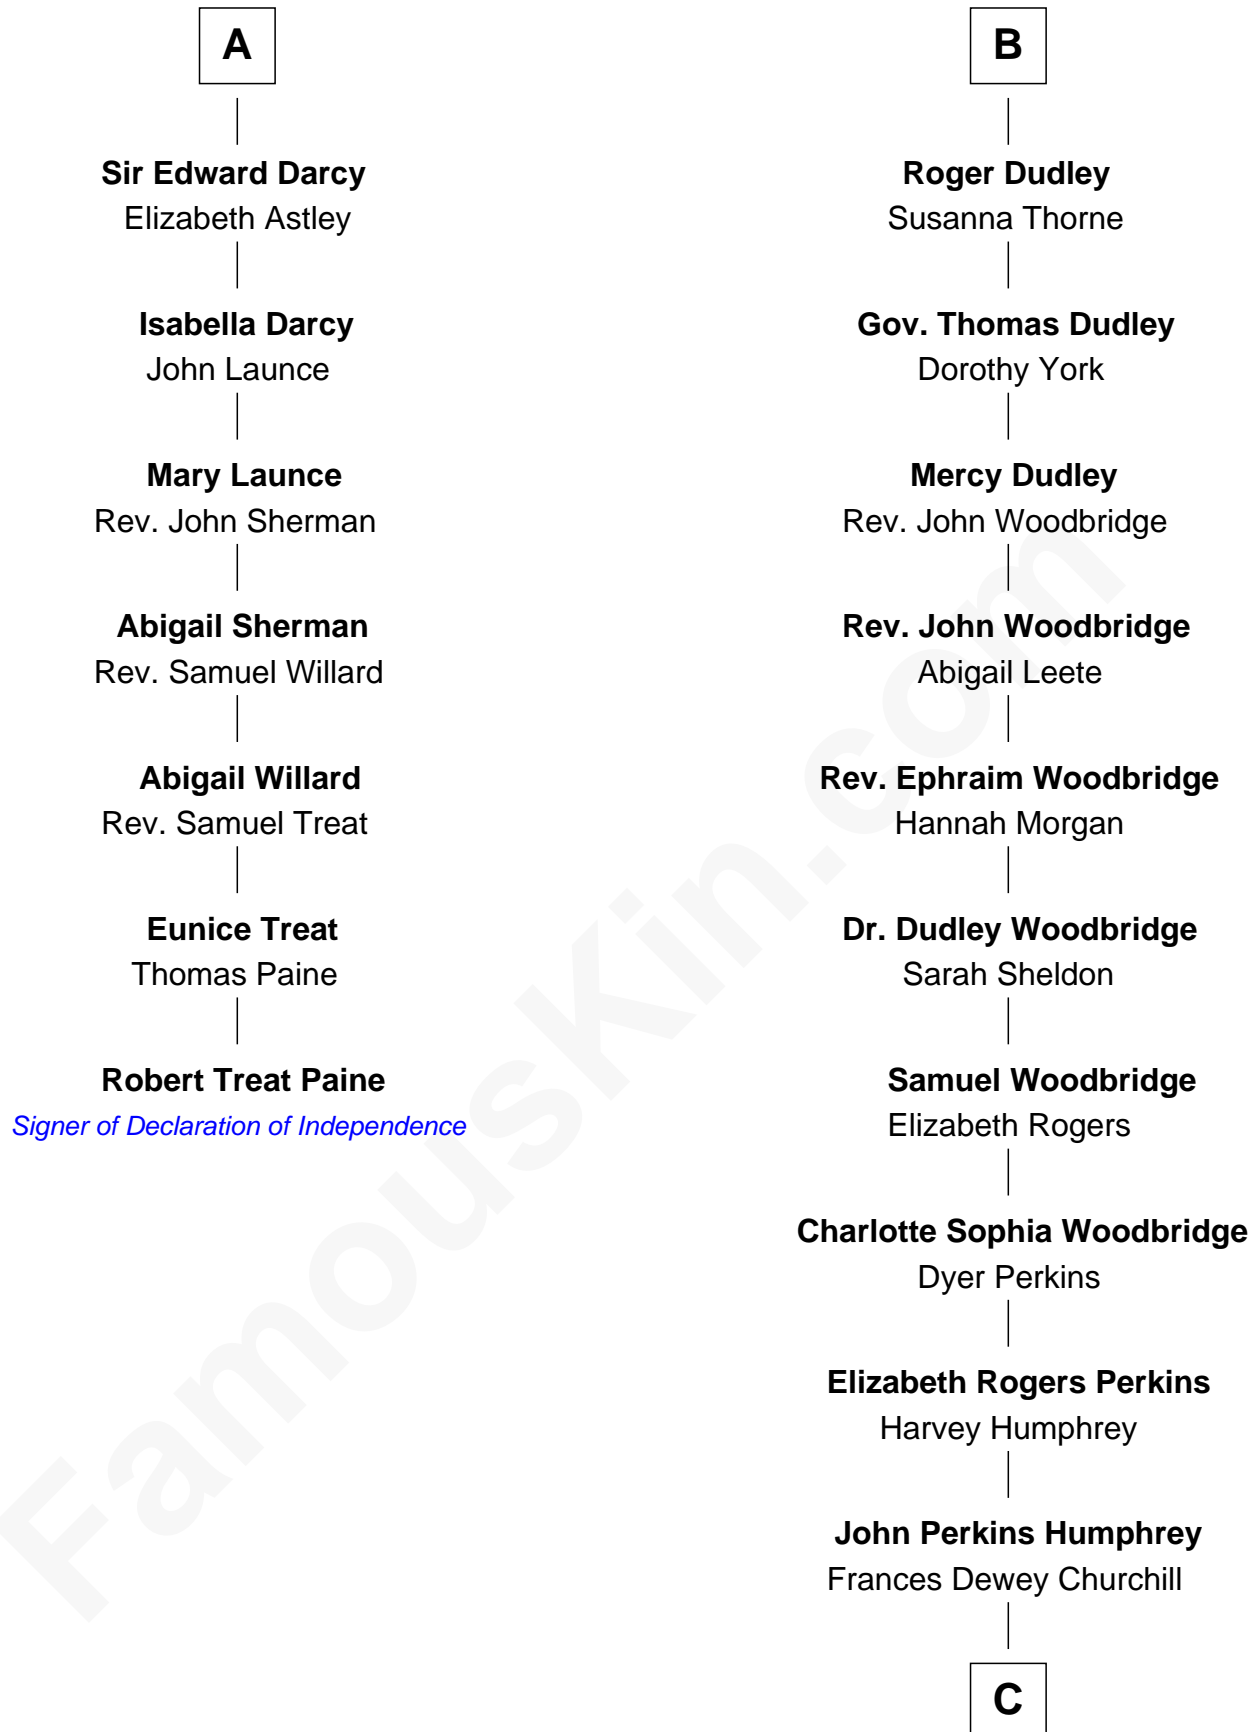 A
Sir Edward Darcy
Elizabeth Astley
Isabella Darcy
John Launce
Mary Launce
Rev. John Sherman
Abigail Sherman
Rev. Samuel Willard
Abigail Willard
Rev. Samuel Treat
Eunice Treat
Thomas Paine
Robert Treat Paine
Signer of Declaration of Independence
B
Roger Dudley
Susanna Thorne
Gov. Thomas Dudley
Dorothy York
Mercy Dudley
Rev. John Woodbridge
Rev. John Woodbridge
Abigail Leete
Rev. Ephraim Woodbridge
Hannah Morgan
Dr. Dudley Woodbridge
Sarah Sheldon
Samuel Woodbridge
Elizabeth Rogers
Charlotte Sophia Woodbridge
Dyer Perkins
Elizabeth Rogers Perkins
Harvey Humphrey
John Perkins Humphrey
Frances Dewey Churchill
C
FamousKin.com